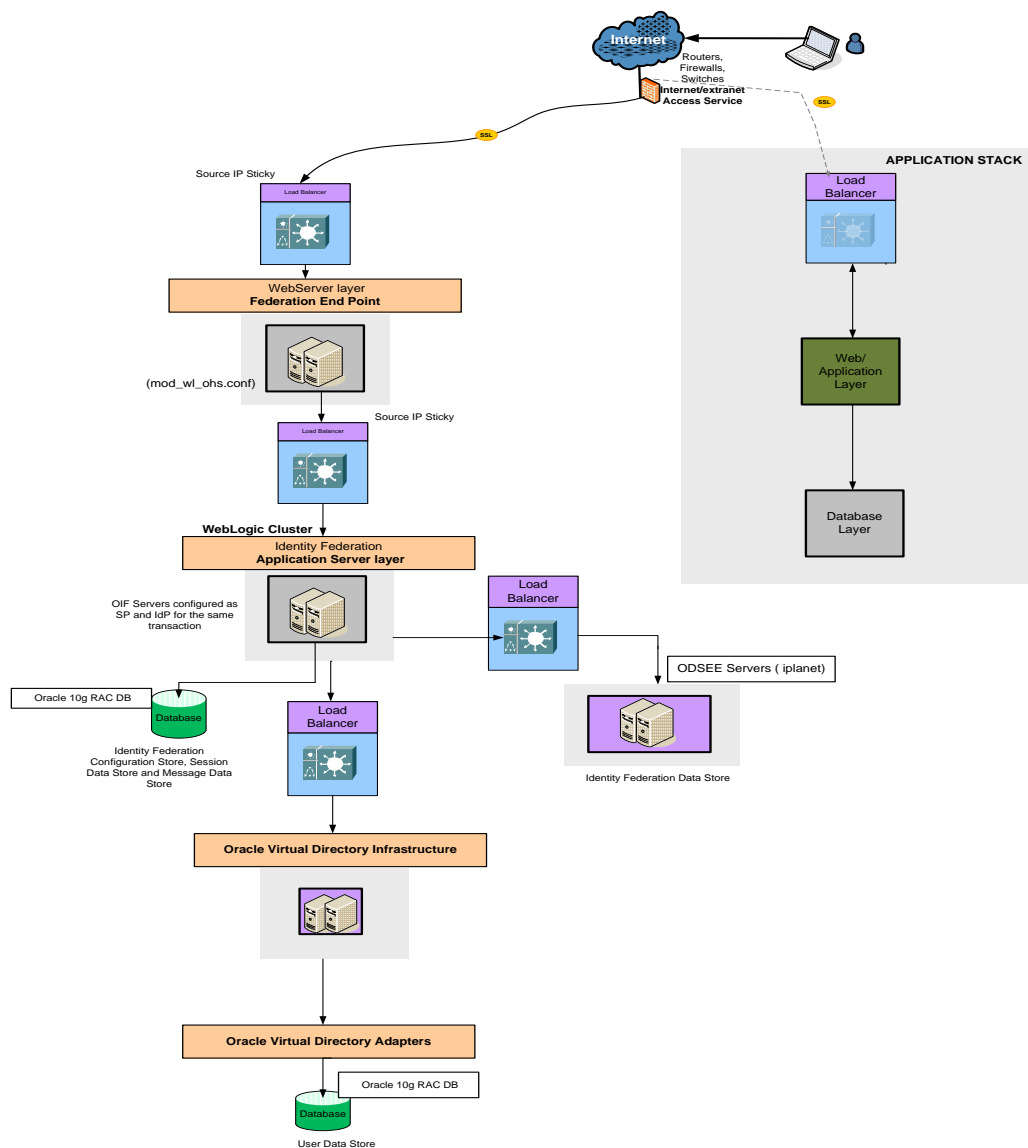 Internet
Routers,
Firewalls,
Switches
Internet/extranet
Access Service
SSL
SSL
APPLICATION STACK
Load
Balancer
Web/
Application
Layer
Database
Layer
Source IP Sticky
Load Balancer
WebServer layer
Federation End Point
(mod_wl_ohs.conf)
Source IP Sticky
Load Balancer
WebLogic Cluster
Identity Federation
Application Server layer
OIF Servers configured as
SP and IdP for the same
transaction
Load
Balancer
ODSEE Servers ( iplanet)
Identity Federation Data Store
Oracle 10g RAC DB
Database
Identity Federation
Configuration Store, Session
Data Store and Message Data
Store
Load
Balancer
Oracle Virtual Directory Infrastructure
Oracle Virtual Directory Adapters
Oracle 10g RAC DB
Database
User Data Store